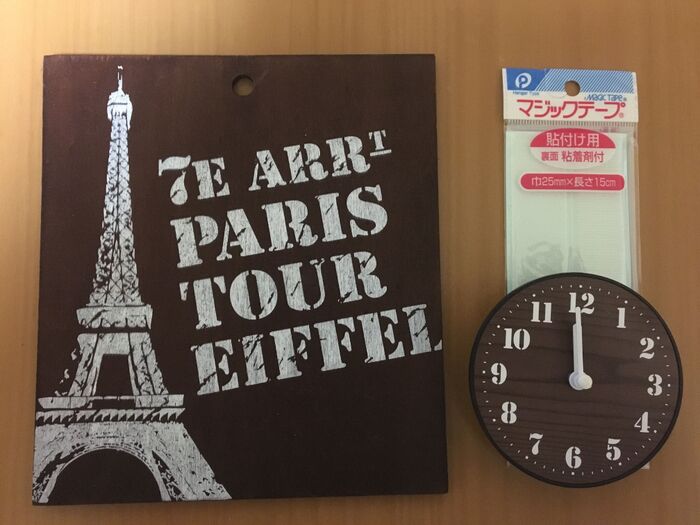 7E ARRT
PARIS
TOUR
EIFFEL
P
Hanger Type
MAGIC TAPE®
マジックテープ®
貼付け用
裏面 粘着剤付
巾25mm×長さ15cm
12
1
2
3
4
5
6
7
8
9
10
11